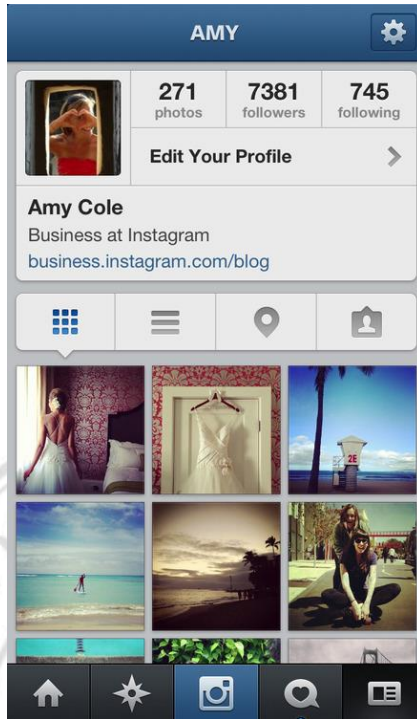 AMY
271 7381 745
photos followers following
Edit Your Profile
Amy Cole
Business at Instagram
business.instagram.com/blog
2E